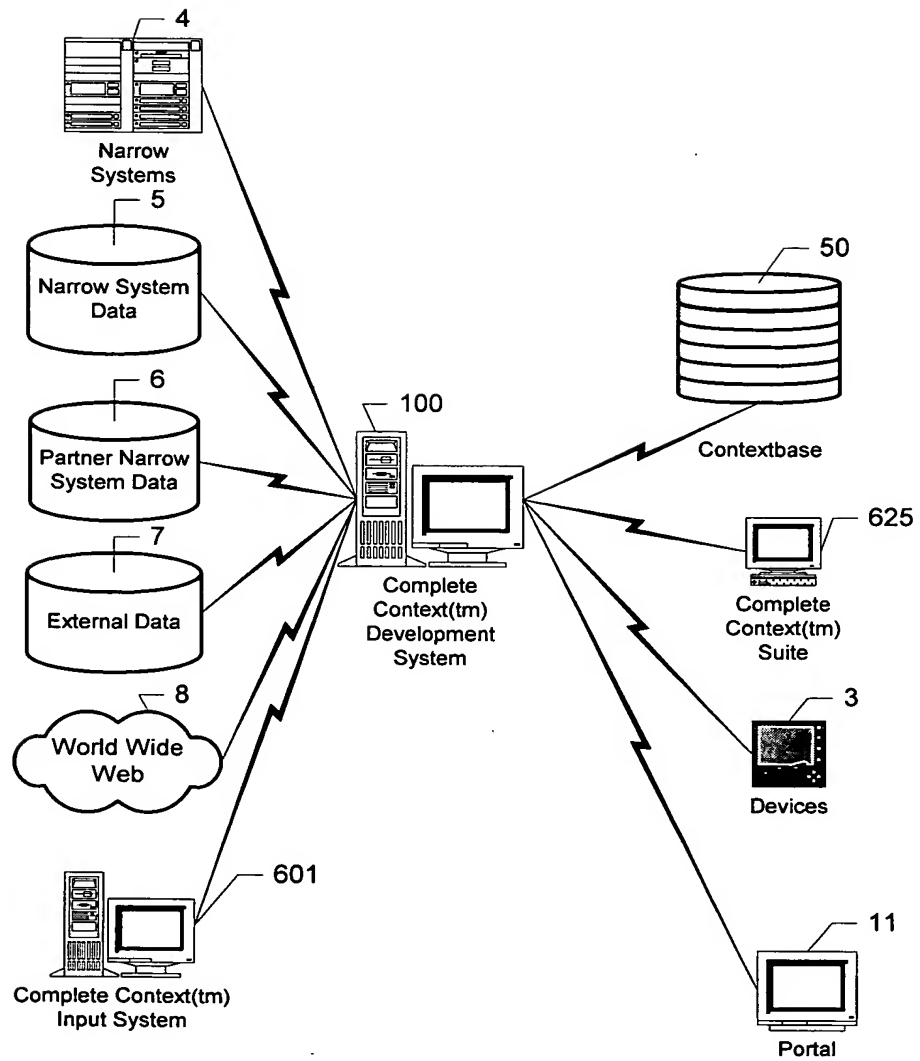 4
Narrow
Systems
5
Narrow System
Data
6
Partner Narrow
System Data
7
External Data
8
World Wide
Web
601
Complete Context(tm)
Input System
100
Complete
Context(tm)
Development
System
50
Contextbase
625
Complete
Context(tm)
Suite
3
Devices
11
Portal